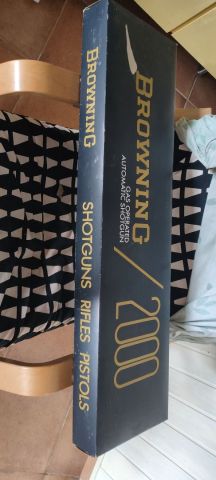 BROWNING
GAS OPERATED
AUTOMATIC SHOTGUN
/2000
BROWNING
SHOTGUNS RIFLES PISTOLS